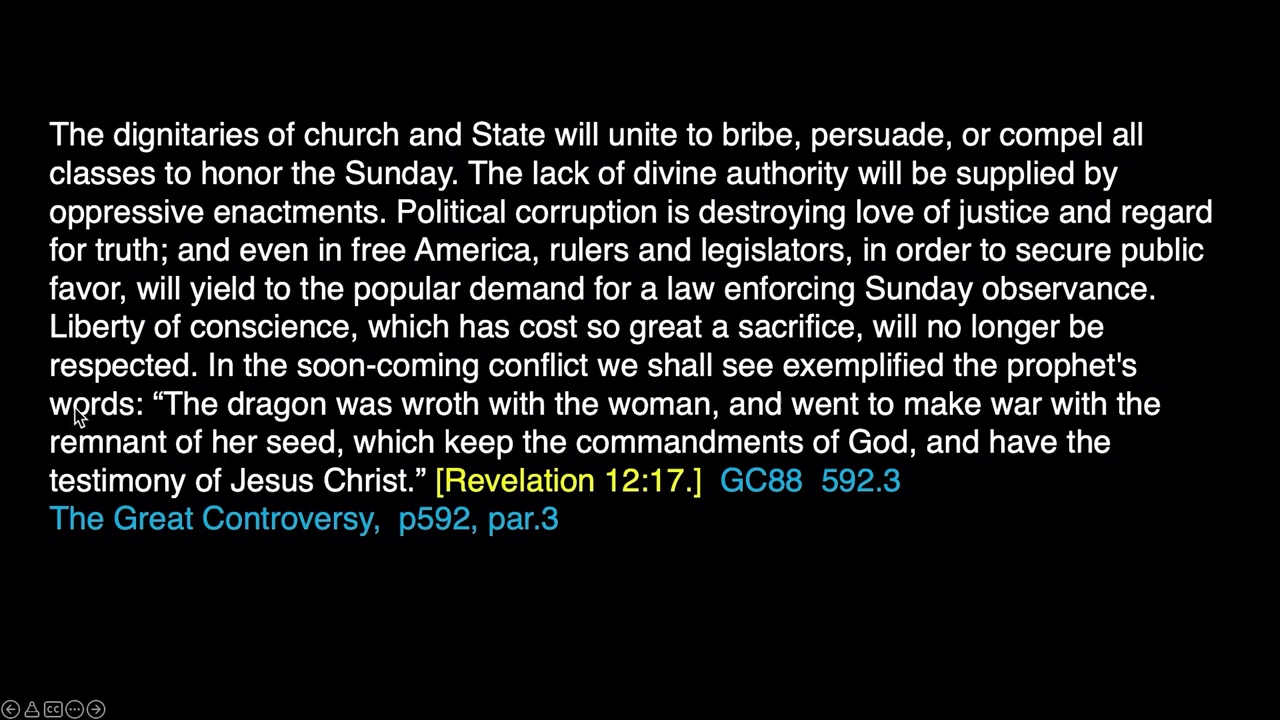 The dignitaries of church and State will unite to bribe, persuade, or compel all
classes to honor the Sunday. The lack of divine authority will be supplied by
oppressive enactments. Political corruption is destroying love of justice and regard
for truth; and even in free America, rulers and legislators, in order to secure public
favor, will yield to the popular demand for a law enforcing Sunday observance.
Liberty of conscience, which has cost so great a sacrifice, will no longer be
respected. In the soon-coming conflict we shall see exemplified the prophet's
words: “The dragon was wroth with the woman, and went to make war with the
remnant of her seed, which keep the commandments of God, and have the
testimony of Jesus Christ.” [Revelation 12:17.] GC88 592.3
The Great Controversy, p592, par.3
CC